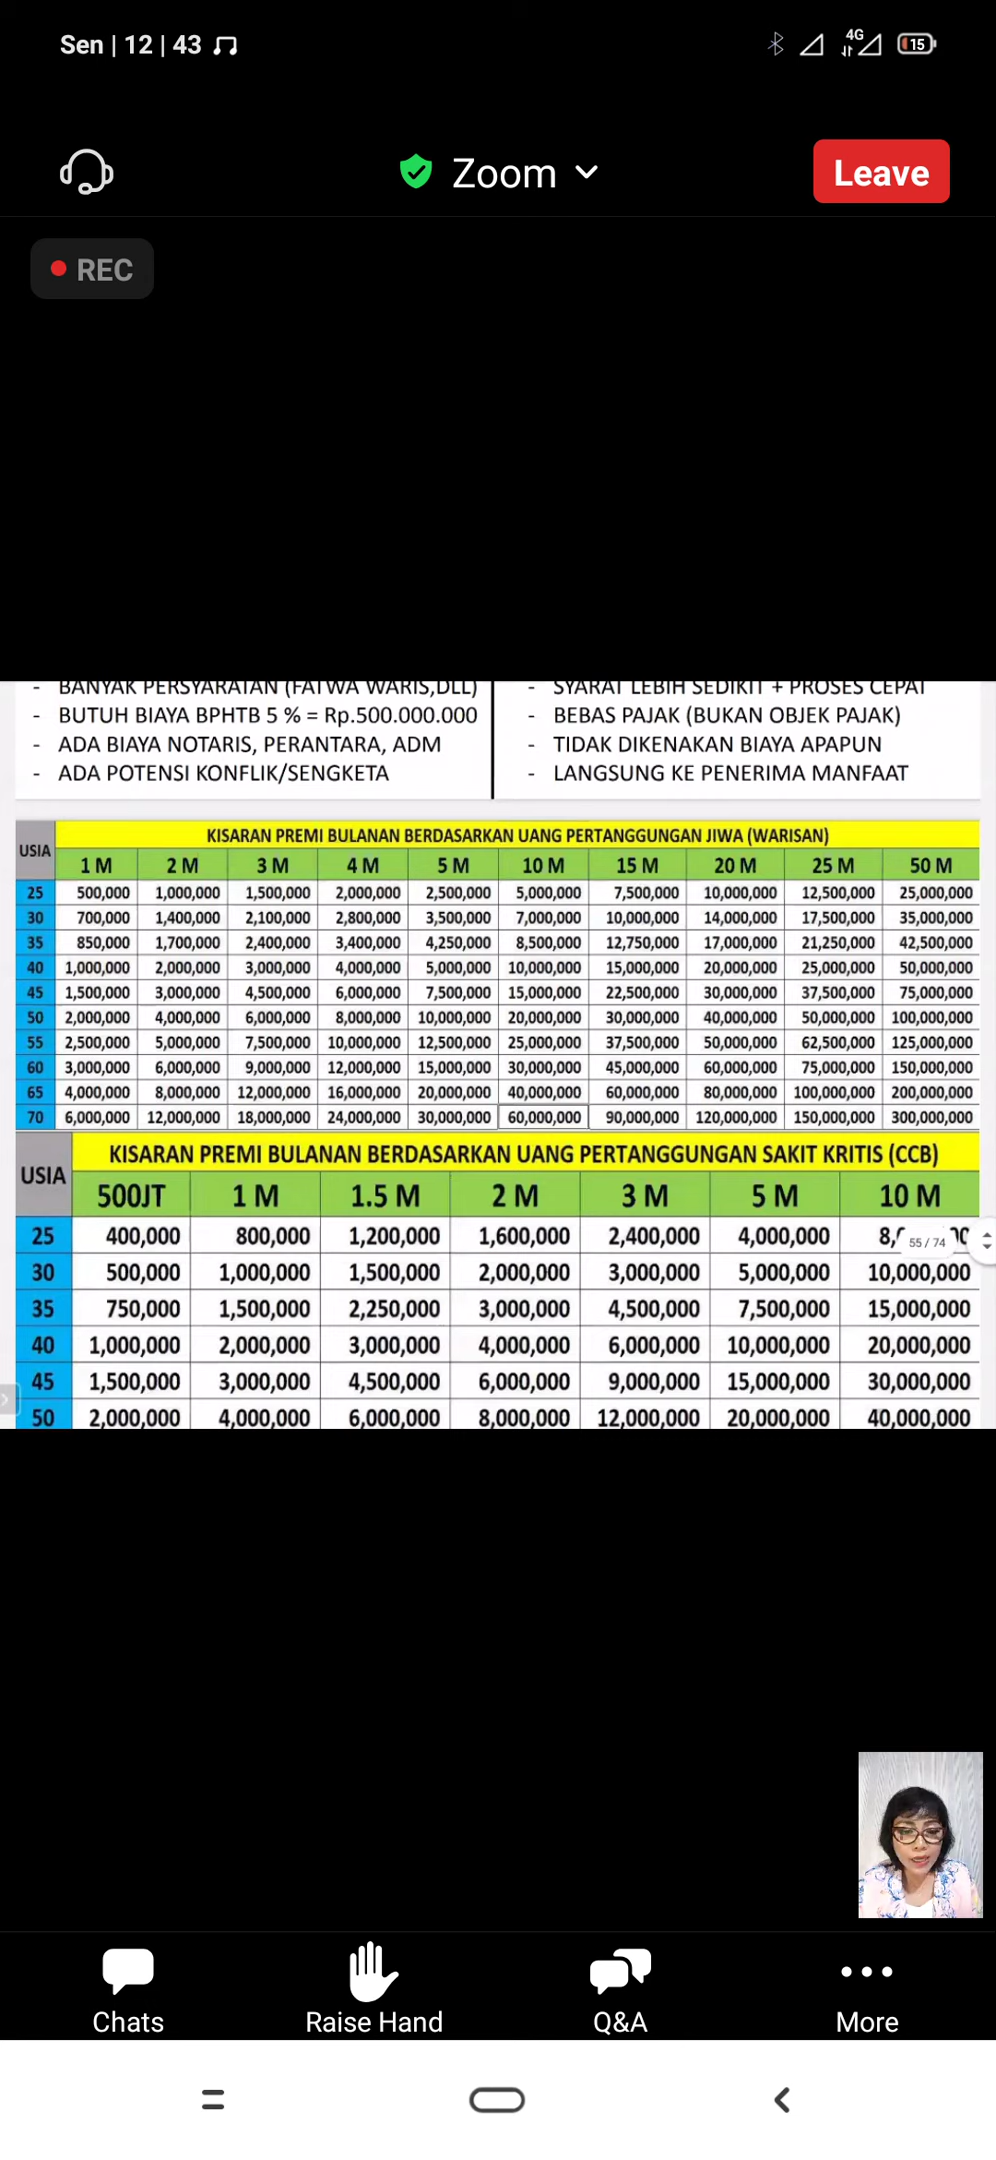 Sen | 12 | 43
4G
15
Zoom
Leave
REC
- BANYAK PERSYARATAN (FATWA WARIS,DLL)
- BUTUH BIAYA BPHTB 5 % = Rp.500.000.000
- ADA BIAYA NOTARIS, PERANTARA, ADM
- ADA POTENSI KONFLIK/SENGKETA
- SYARAT LEBIH SEDIKIT + PROSES CEPAT
- BEBAS PAJAK (BUKAN OBJEK PAJAK)
- TIDAK DIKENAKAN BIAYA APAPUN
- LANGSUNG KE PENERIMA MANFAAT
USIA KISARAN PREMI BULANAN BERDASARKAN UANG PERTANGGUNGAN JIWA (WARISAN)
1 M 2 M 3 M 4 M 5 M 10 M 15 M 20 M 25 M 50 M
25 500,000 1,000,000 1,500,000 2,000,000 2,500,000 5,000,000 7,500,000 10,000,000 12,500,000 25,000,000
30 700,000 1,400,000 2,100,000 2,800,000 3,500,000 7,000,000 10,000,000 14,000,000 17,500,000 35,000,000
35 850,000 1,700,000 2,400,000 3,400,000 4,250,000 8,500,000 12,750,000 17,000,000 21,250,000 42,500,000
40 1,000,000 2,000,000 3,000,000 4,000,000 5,000,000 10,000,000 15,000,000 20,000,000 25,000,000 50,000,000
45 1,500,000 3,000,000 4,500,000 6,000,000 7,500,000 15,000,000 22,500,000 30,000,000 37,500,000 75,000,000
50 2,000,000 4,000,000 6,000,000 8,000,000 10,000,000 20,000,000 30,000,000 40,000,000 50,000,000 100,000,000
55 2,500,000 5,000,000 7,500,000 10,000,000 12,500,000 25,000,000 37,500,000 50,000,000 62,500,000 125,000,000
60 3,000,000 6,000,000 9,000,000 12,000,000 15,000,000 30,000,000 45,000,000 60,000,000 75,000,000 150,000,000
65 4,000,000 8,000,000 12,000,000 16,000,000 20,000,000 40,000,000 60,000,000 80,000,000 100,000,000 200,000,000
70 6,000,000 12,000,000 18,000,000 24,000,000 30,000,000 60,000,000 90,000,000 120,000,000 150,000,000 300,000,000
USIA KISARAN PREMI BULANAN BERDASARKAN UANG PERTANGGUNGAN SAKIT KRITIS (CCB)
500JT 1 M 1.5 M 2 M 3 M 5 M 10 M
25 400,000 800,000 1,200,000 1,600,000 2,400,000 4,000,000
55 / 74
30 500,000 1,000,000 1,500,000 2,000,000 3,000,000 5,000,000 10,000,000
35 750,000 1,500,000 2,250,000 3,000,000 4,500,000 7,500,000 15,000,000
40 1,000,000 2,000,000 3,000,000 4,000,000 6,000,000 10,000,000 20,000,000
45 1,500,000 3,000,000 4,500,000 6,000,000 9,000,000 15,000,000 30,000,000
50 2,000,000 4,000,000 6,000,000 8,000,000 12,000,000 20,000,000 40,000,000
Chats
Raise Hand
Q&A
More